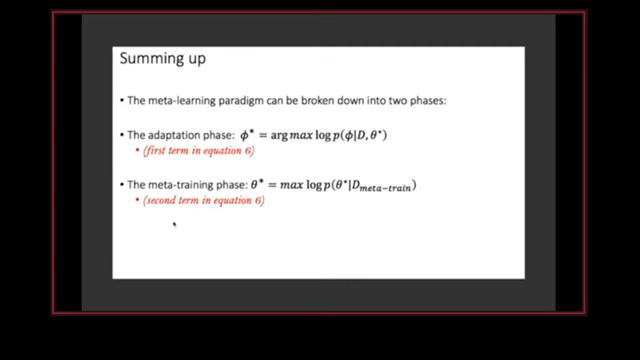 Summing up
• The meta-learning paradigm can be broken down into two phases:
• The adaptation phase: ϕ* = arg max log p(ϕ|D, θ*)
• (first term in equation 6)
• The meta-training phase: θ* = max log p(θ*|D_meta−train)
• (second term in equation 6)